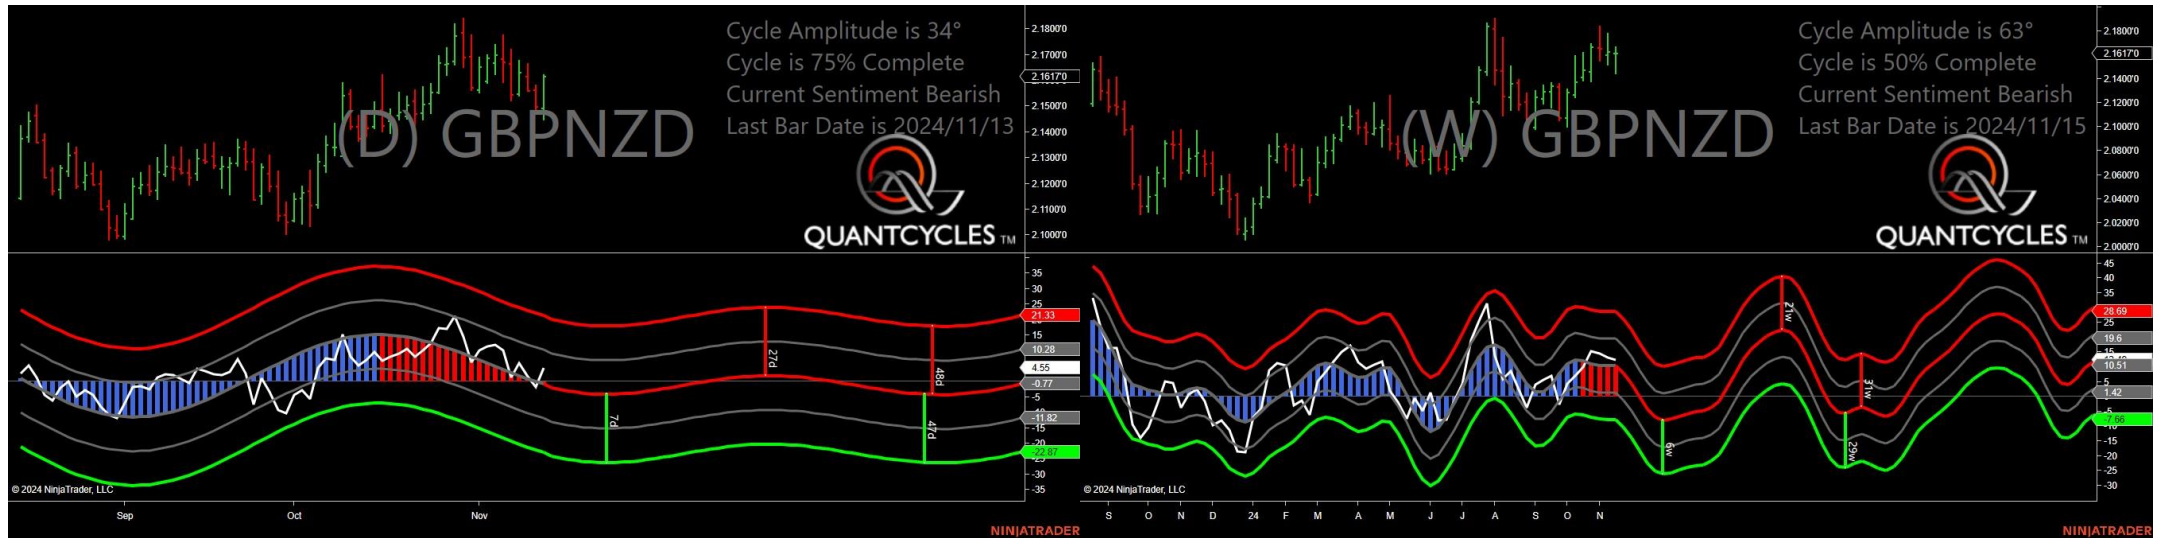 Cycle Amplitude is 34°
Cycle is 75% Complete
Current Sentiment Bearish
Last Bar Date is 2024/11/13
(D) GBPNZD
QUANTCYCLES TM
2.1800'0
2.1700'0
2.1617'0
2.1500'0
2.1400'0
2.1300'0
2.1200'0
2.1100'0
2.1000'0
35
30
25
21.33
15
10.28
4.55
-0.77
-5
-11.82
-15
-20
-22.87
-30
-35
27d
48d
7d
47d
© 2024 NinjaTrader, LLC
Sep Oct Nov
NINJATRADER
Cycle Amplitude is 63°
Cycle is 50% Complete
Current Sentiment Bearish
Last Bar Date is 2024/11/15
(W) GBPNZD
QUANTCYCLES TM
2.1800'0
2.1617'0
2.1400'0
2.1200'0
2.1000'0
2.0800'0
2.0600'0
2.0400'0
2.0200'0
2.0000'0
45
40
35
28.69
25
19.6
15
10.51
5
1.42
-5
-7.66
-15
-20
-25
-30
21w
31w
6w
29w
© 2024 NinjaTrader, LLC
S O N D 24 F M A M J J A S O N
NINJATRADER